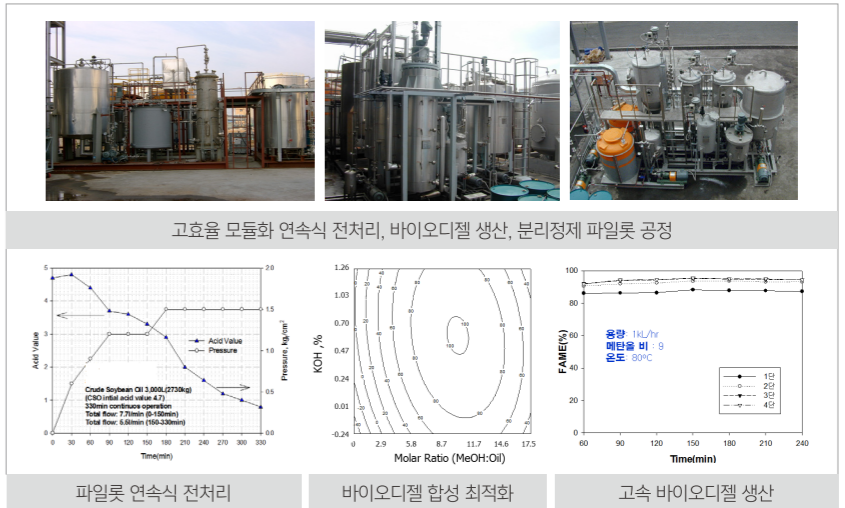 고효율 모듈화 연속식 전처리, 바이오디젤 생산, 분리정제 파일롯 공정
5
4
3
2
1
0
Acid Value
2.0
1.5
1.0
0.5
0.0
Pressure, kg/cm²
Acid Value
Pressure
Crude Soybean Oil 3,000L(2730kg)
(CSO intial acid value 4.7)
330min continuos operation
Total flow: 7.7l/min (0-150min)
Total flow: 5.5l/min (150-330min)
0 30 60 90 120 150 180 210 240 270 300 330
Time(min)
파일롯 연속식 전처리
1.26
1.03
0.70
0.47
0.24
0.01
-0.24
KOH ,%
0 2.9 5.8 8.7 11.7 14.6 17.5
Molar Ratio (MeOH:Oil)
바이오디젤 합성 최적화
100
80
60
40
20
0
FAME(%)
용량: 1kL/hr
메탄올 비 : 9
온도: 80ºC
1단
2단
3단
4단
60 90 120 150 180 210 240
Time(min)
고속 바이오디젤 생산